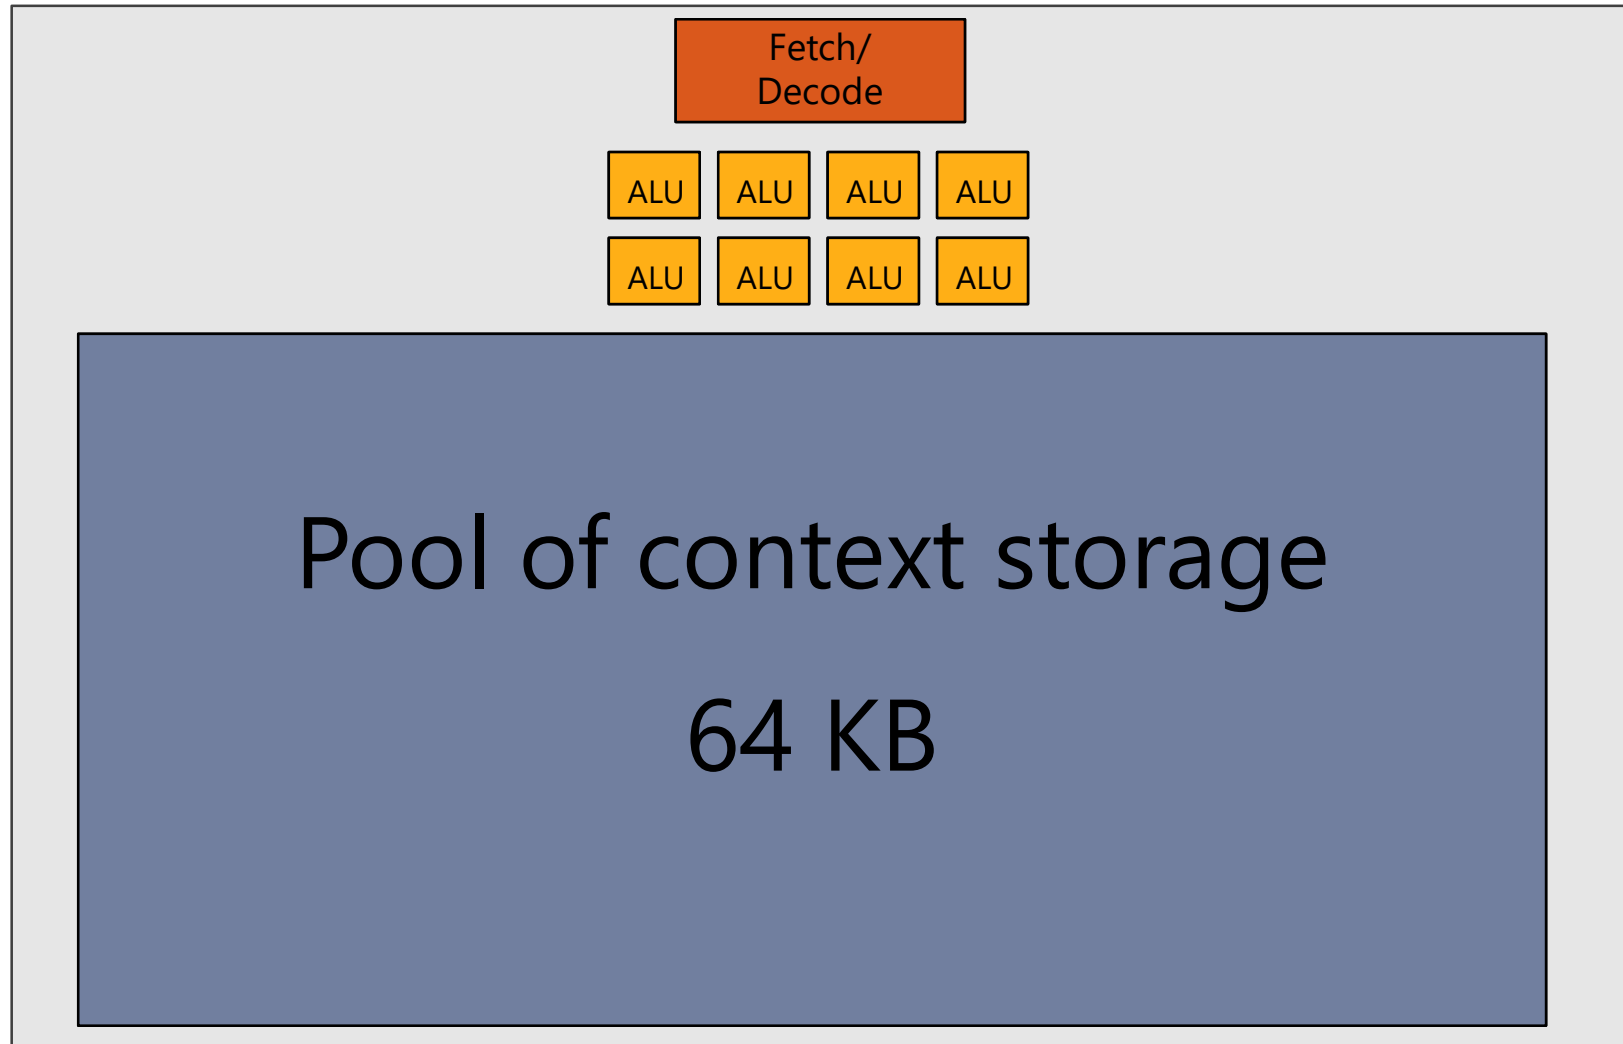 Fetch/
Decode
ALU ALU ALU ALU
ALU ALU ALU ALU
Pool of context storage
64 KB